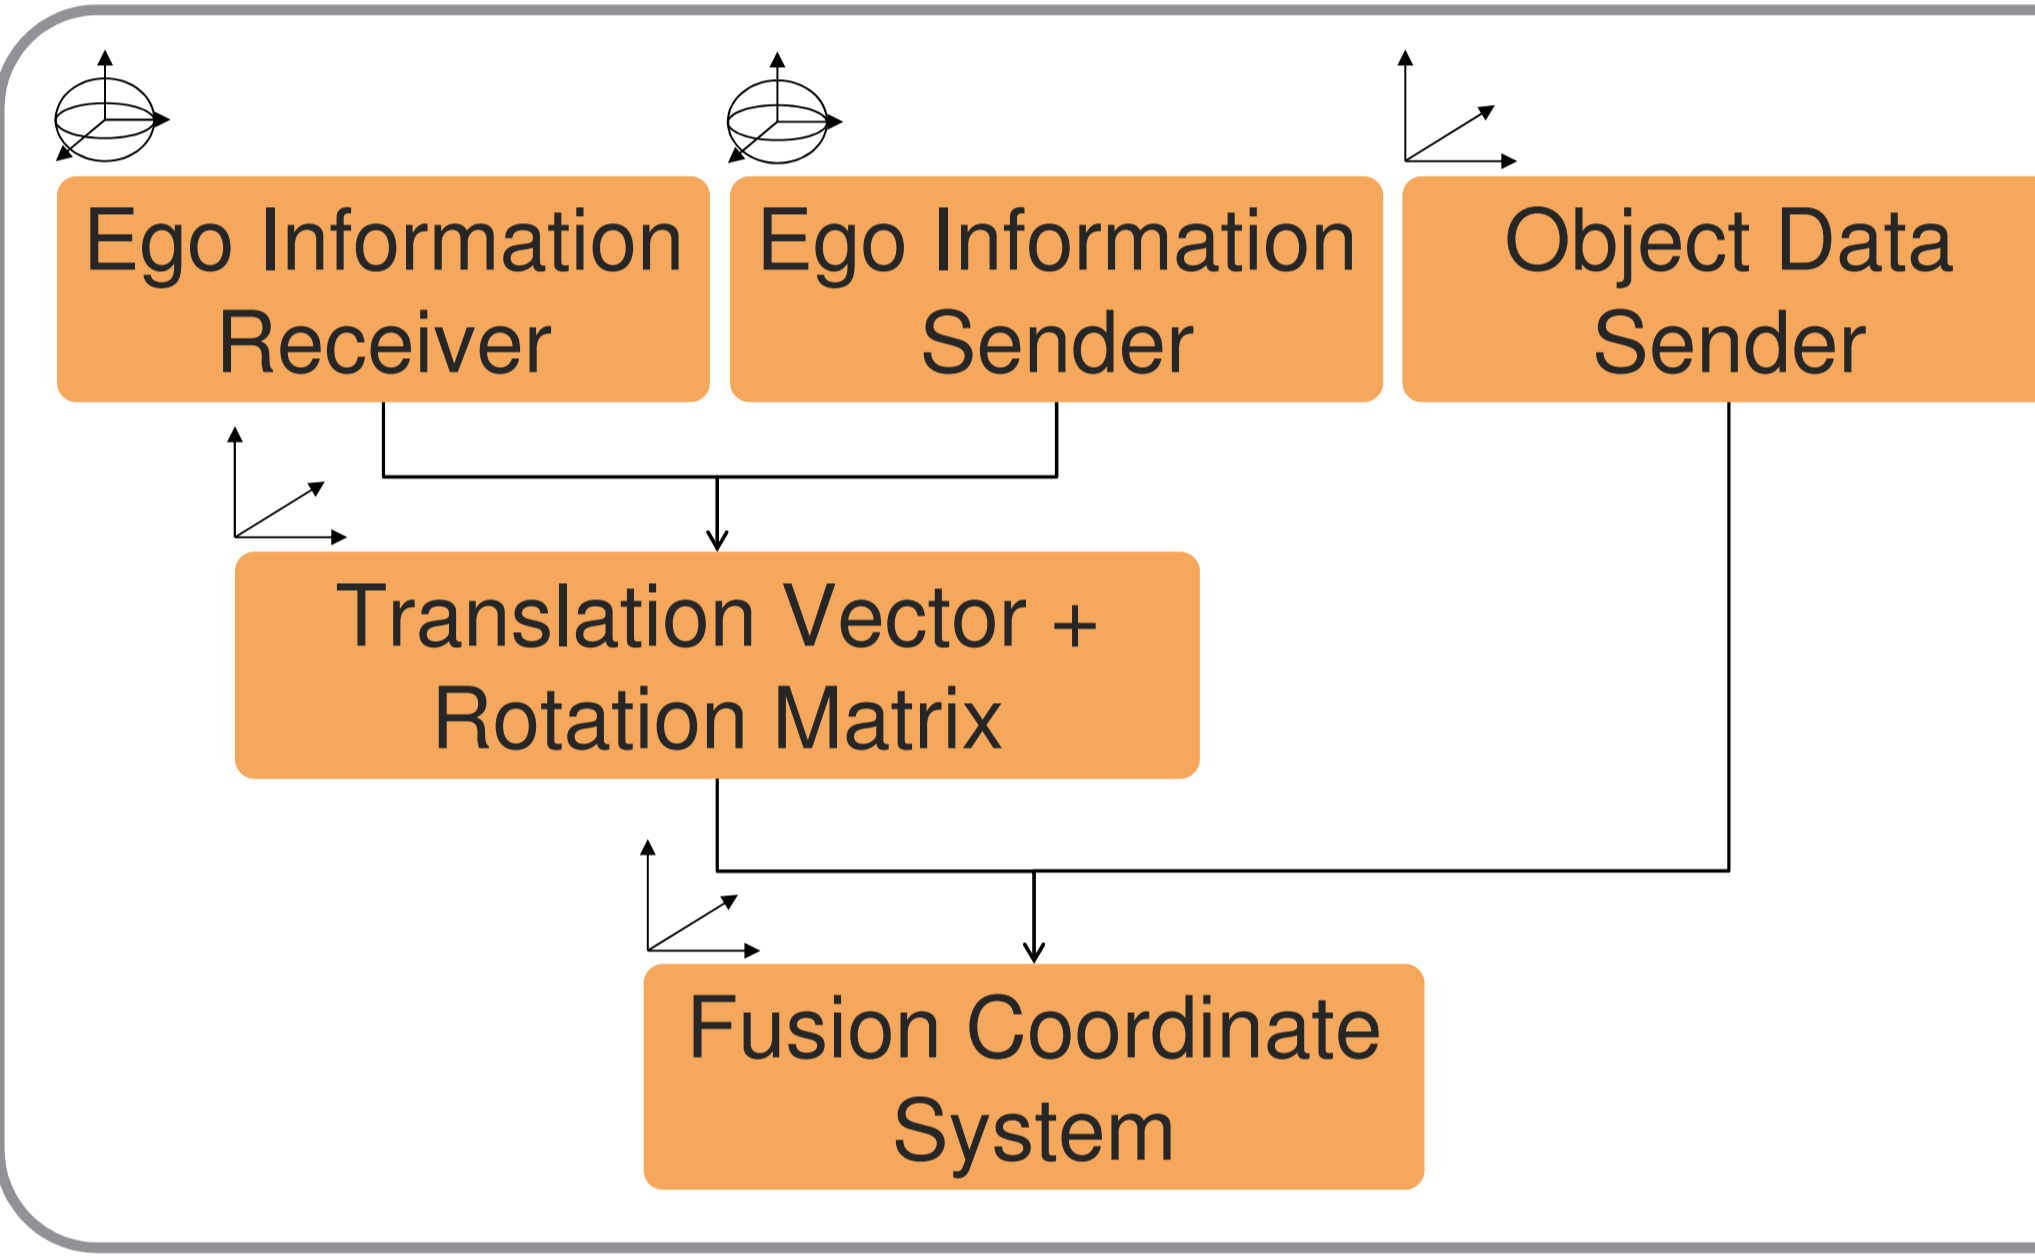 Ego Information
Receiver
Ego Information
Sender
Object Data
Sender
Translation Vector +
Rotation Matrix
Fusion Coordinate
System